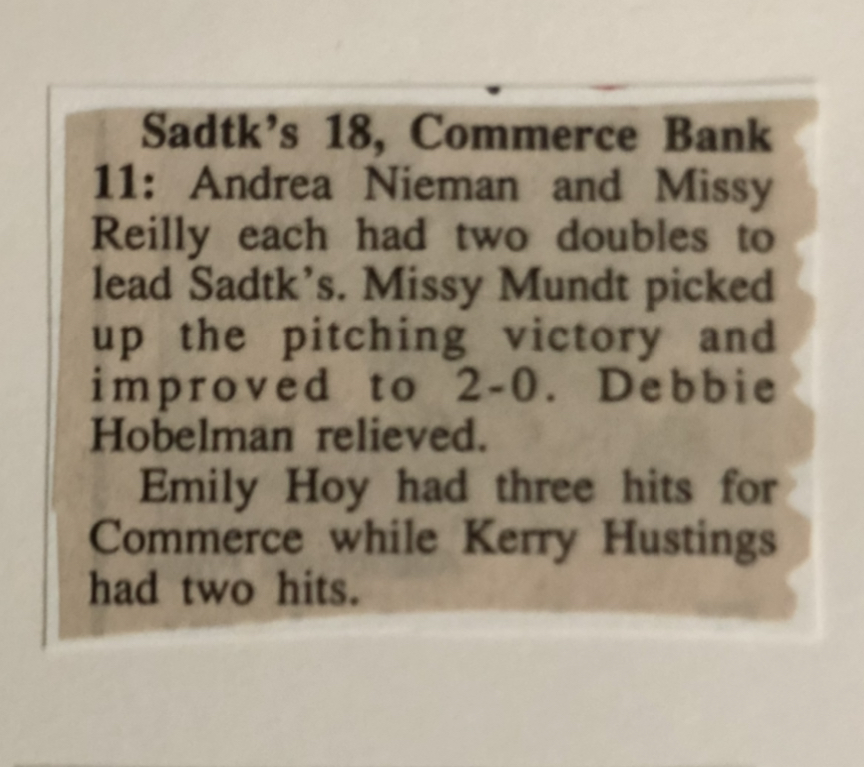 Sadtk's 18, Commerce Bank
11: Andrea Nieman and Missy
Reilly each had two doubles to
lead Sadtk's. Missy Mundt picked
up the pitching victory and
improved to 2-0. Debbie
Hobelman relieved.
Emily Hoy had three hits for
Commerce while Kerry Hustings
had two hits.